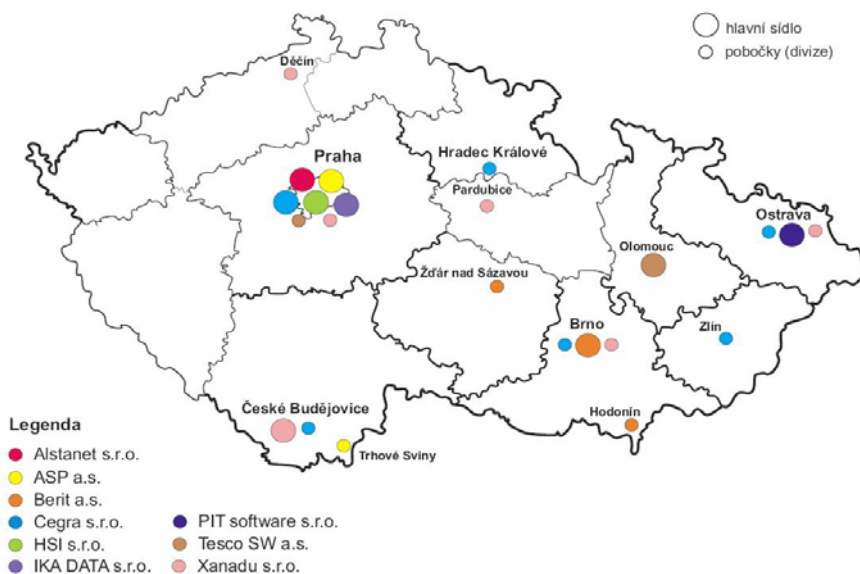 hlavní sídlo
pobočky (divize)
Děčín
Praha
Hradec Králové
Pardubice
Ostrava
Olomouc
Žďár nad Sázavou
Brno
Zlín
České Budějovice
Hodonín
Trhové Sviny
Legenda
Alstanet s.r.o.
ASP a.s.
Berit a.s.
Cegra s.r.o.
HSI s.r.o.
IKA DATA s.r.o.
PIT software s.r.o.
Tesco SW a.s.
Xanadu s.r.o.